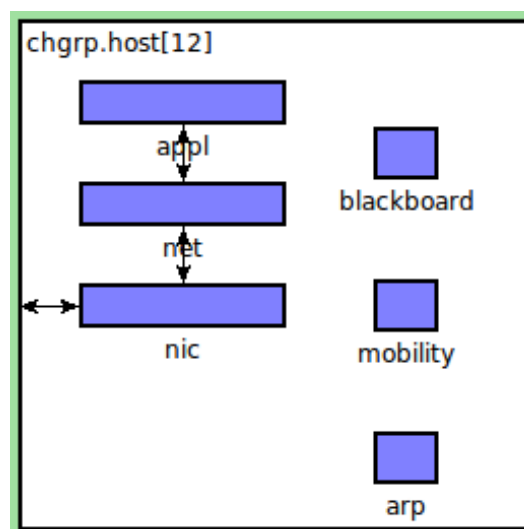 chgrp.host[12]
appl
blackboard
net
mobility
nic
arp